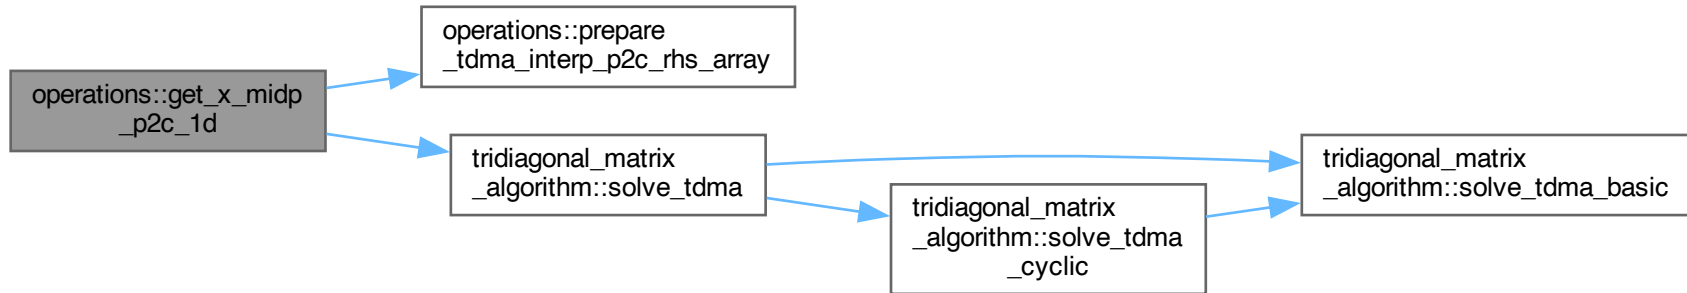 operations::get_x_midp
_p2c_1d
operations::prepare
_tdma_interp_p2c_rhs_array
tridiagonal_matrix
_algorithm::solve_tdma
tridiagonal_matrix
_algorithm::solve_tdma
_cyclic
tridiagonal_matrix
_algorithm::solve_tdma_basic